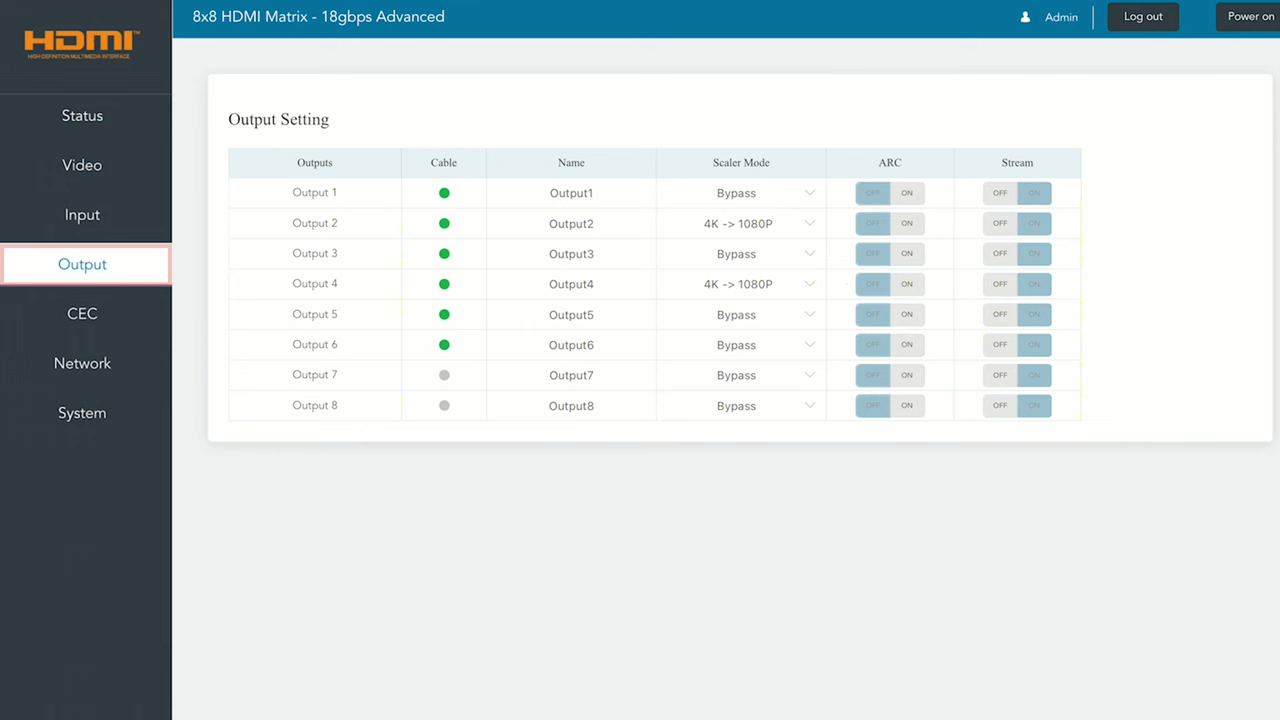 HDMI™
HIGH DEFINITION MULTIMEDIA INTERFACE
8x8 HDMI Matrix - 18gbps Advanced
Admin
Log out
Power on
Status
Video
Input
Output
CEC
Network
System
Output Setting
Outputs Cable Name Scaler Mode ARC Stream
Output 1 Output1 Bypass OFF ON OFF ON
Output 2 Output2 4K -> 1080P OFF ON OFF ON
Output 3 Output3 Bypass OFF ON OFF ON
Output 4 Output4 4K -> 1080P OFF ON OFF ON
Output 5 Output5 Bypass OFF ON OFF ON
Output 6 Output6 Bypass OFF ON OFF ON
Output 7 Output7 Bypass OFF ON OFF ON
Output 8 Output8 Bypass OFF ON OFF ON